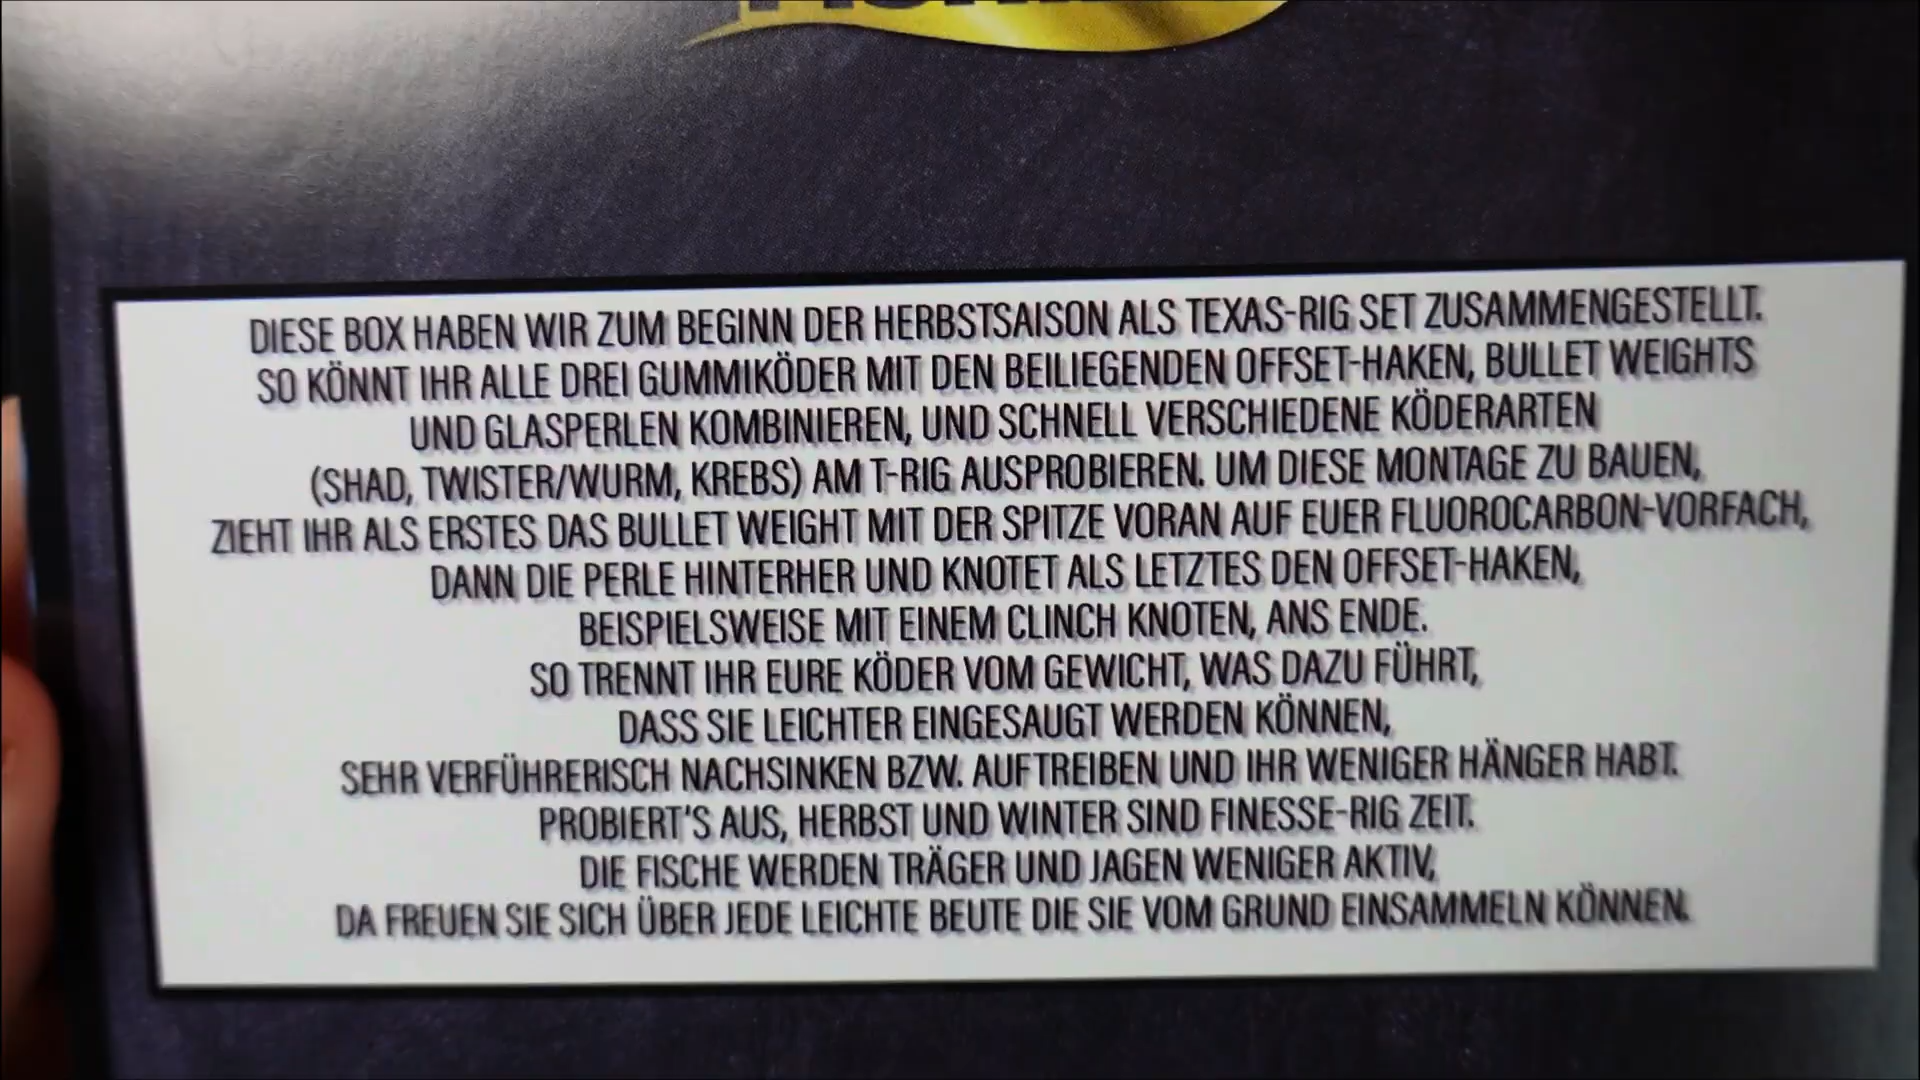 DIESE BOX HABEN WIR ZUM BEGINN DER HERBSTSAISON ALS TEXAS-RIG SET ZUSAMMENGESTELLT.
SO KÖNNT IHR ALLE DREI GUMMIKÖDER MIT DEN BEILIEGENDEN OFFSET-HAKEN, BULLET WEIGHTS
UND GLASPERLEN KOMBINIEREN, UND SCHNELL VERSCHIEDENE KÖDERARTEN
(SHAD, TWISTER/WURM, KREBS) AM T-RIG AUSPROBIEREN. UM DIESE MONTAGE ZU BAUEN,
ZIEHT IHR ALS ERSTES DAS BULLET WEIGHT MIT DER SPITZE VORAN AUF EUER FLUOROCARBON-VORFACH,
DANN DIE PERLE HINTERHER UND KNOTET ALS LETZTES DEN OFFSET-HAKEN,
BEISPIELSWEISE MIT EINEM CLINCH KNOTEN, ANS ENDE.
SO TRENNT IHR EURE KÖDER VOM GEWICHT, WAS DAZU FÜHRT,
DASS SIE LEICHTER EINGESAUGT WERDEN KÖNNEN,
SEHR VERFÜHRERISCH NACHSINKEN BZW. AUFTREIBEN UND IHR WENIGER HÄNGER HABT.
PROBIERT'S AUS, HERBST UND WINTER SIND FINESSE-RIG ZEIT.
DIE FISCHE WERDEN TRÄGER UND JAGEN WENIGER AKTIV,
DA FREUEN SIE SICH ÜBER JEDE LEICHTE BEUTE DIE SIE VOM GRUND EINSAMMELN KÖNNEN.